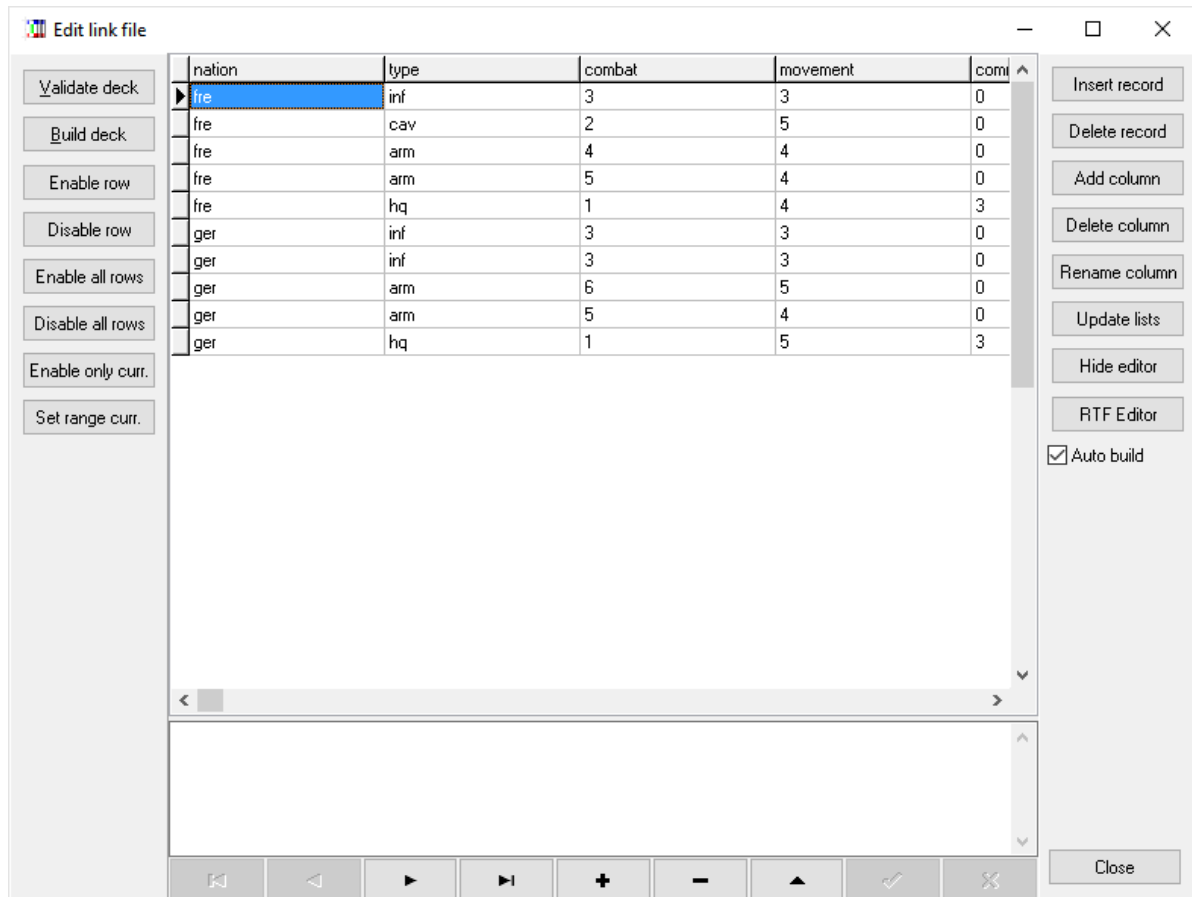 Edit link file
Validate deck
Build deck
Enable row
Disable row
Enable all rows
Disable all rows
Enable only curr.
Set range curr.
nation type combat movement com
fre inf 3 3 0
fre cav 2 5 0
fre arm 4 4 0
fre arm 5 4 0
fre hq 1 4 3
ger inf 3 3 0
ger inf 3 3 0
ger arm 6 5 0
ger arm 5 4 0
ger hq 1 5 3
Insert record
Delete record
Add column
Delete column
Rename column
Update lists
Hide editor
RTF Editor
Auto build
Close